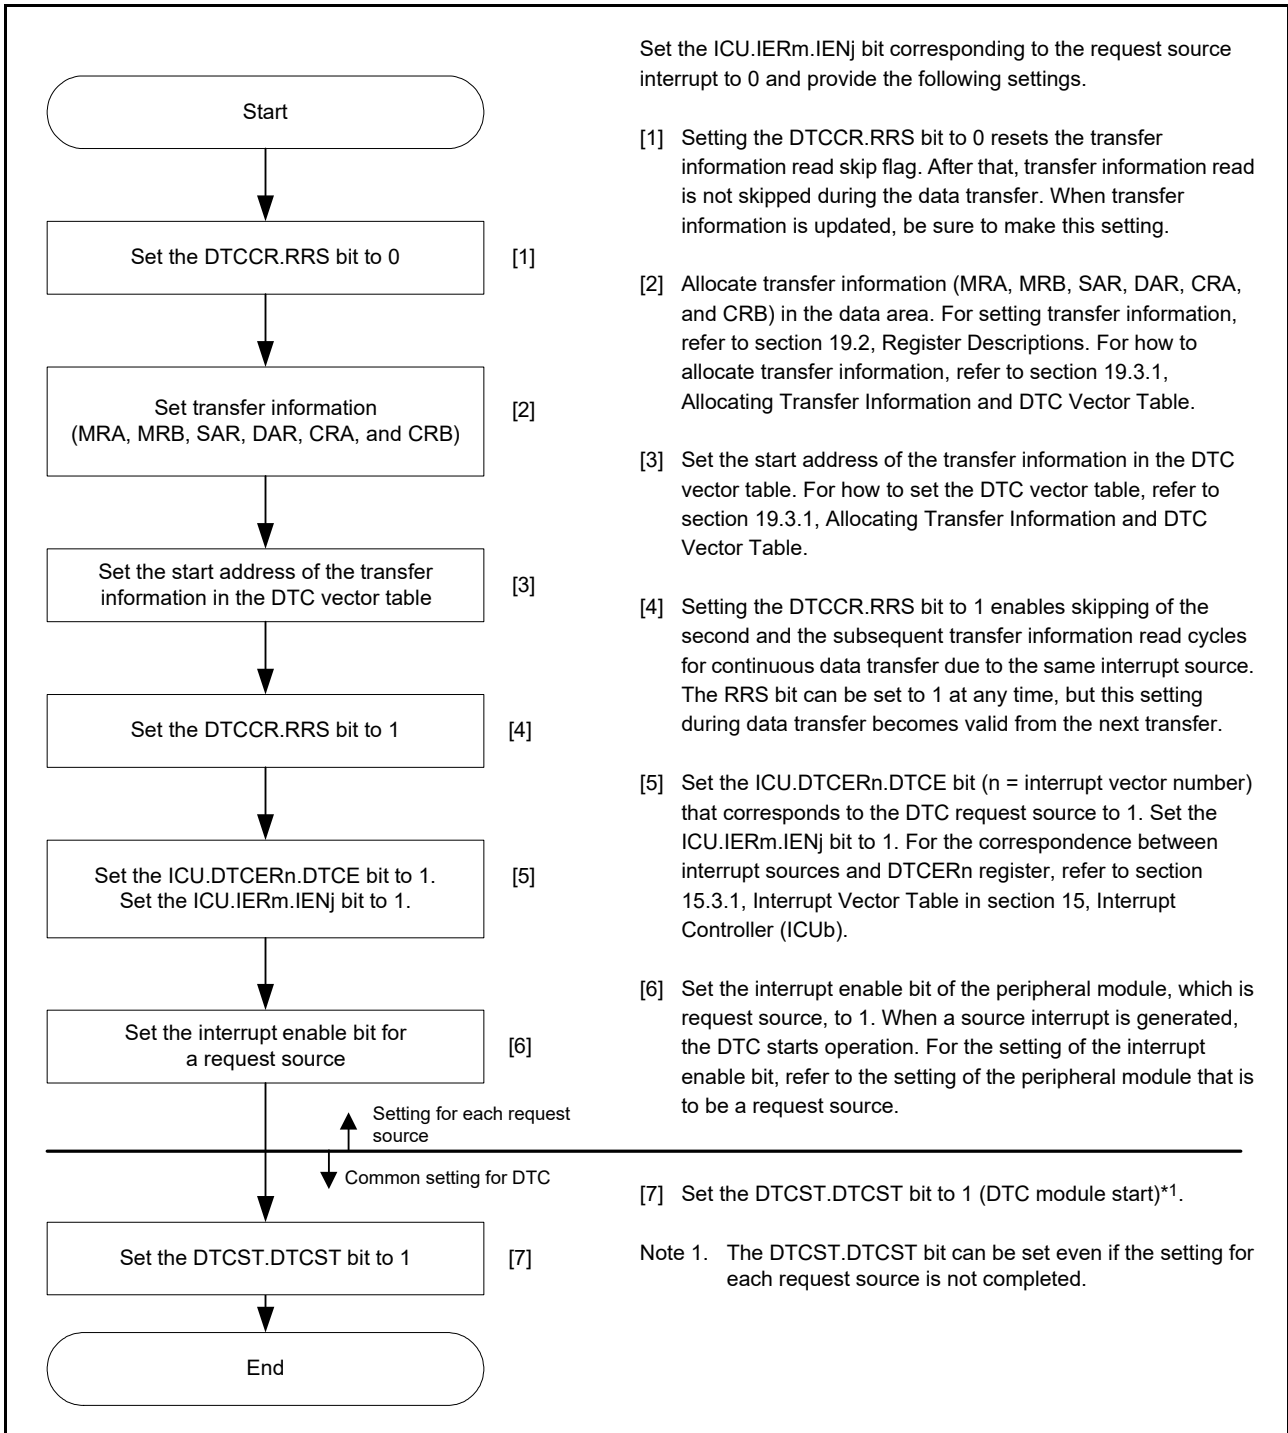 Start
Set the DTCCR.RRS bit to 0
[1]
Set transfer information
(MRA, MRB, SAR, DAR, CRA, and CRB)
[2]
Set the start address of the transfer
information in the DTC vector table
[3]
Set the DTCCR.RRS bit to 1
[4]
Set the ICU.DTCERn.DTCE bit to 1.
Set the ICU.IERm.IENj bit to 1.
[5]
Set the interrupt enable bit for
a request source
[6]
Setting for each request
source
Common setting for DTC
Set the DTCST.DTCST bit to 1
[7]
End
Set the ICU.IERm.IENj bit corresponding to the request source
interrupt to 0 and provide the following settings.
[1] Setting the DTCCR.RRS bit to 0 resets the transfer
information read skip flag. After that, transfer information read
is not skipped during the data transfer. When transfer
information is updated, be sure to make this setting.
[2] Allocate transfer information (MRA, MRB, SAR, DAR, CRA,
and CRB) in the data area. For setting transfer information,
refer to section 19.2, Register Descriptions. For how to
allocate transfer information, refer to section 19.3.1,
Allocating Transfer Information and DTC Vector Table.
[3] Set the start address of the transfer information in the DTC
vector table. For how to set the DTC vector table, refer to
section 19.3.1, Allocating Transfer Information and DTC
Vector Table.
[4] Setting the DTCCR.RRS bit to 1 enables skipping of the
second and the subsequent transfer information read cycles
for continuous data transfer due to the same interrupt source.
The RRS bit can be set to 1 at any time, but this setting
during data transfer becomes valid from the next transfer.
[5] Set the ICU.DTCERn.DTCE bit (n = interrupt vector number)
that corresponds to the DTC request source to 1. Set the
ICU.IERm.IENj bit to 1. For the correspondence between
interrupt sources and DTCERn register, refer to section
15.3.1, Interrupt Vector Table in section 15, Interrupt
Controller (ICUb).
[6] Set the interrupt enable bit of the peripheral module, which is
request source, to 1. When a source interrupt is generated,
the DTC starts operation. For the setting of the interrupt
enable bit, refer to the setting of the peripheral module that is
to be a request source.
[7] Set the DTCST.DTCST bit to 1 (DTC module start)*1.
Note 1. The DTCST.DTCST bit can be set even if the setting for
each request source is not completed.